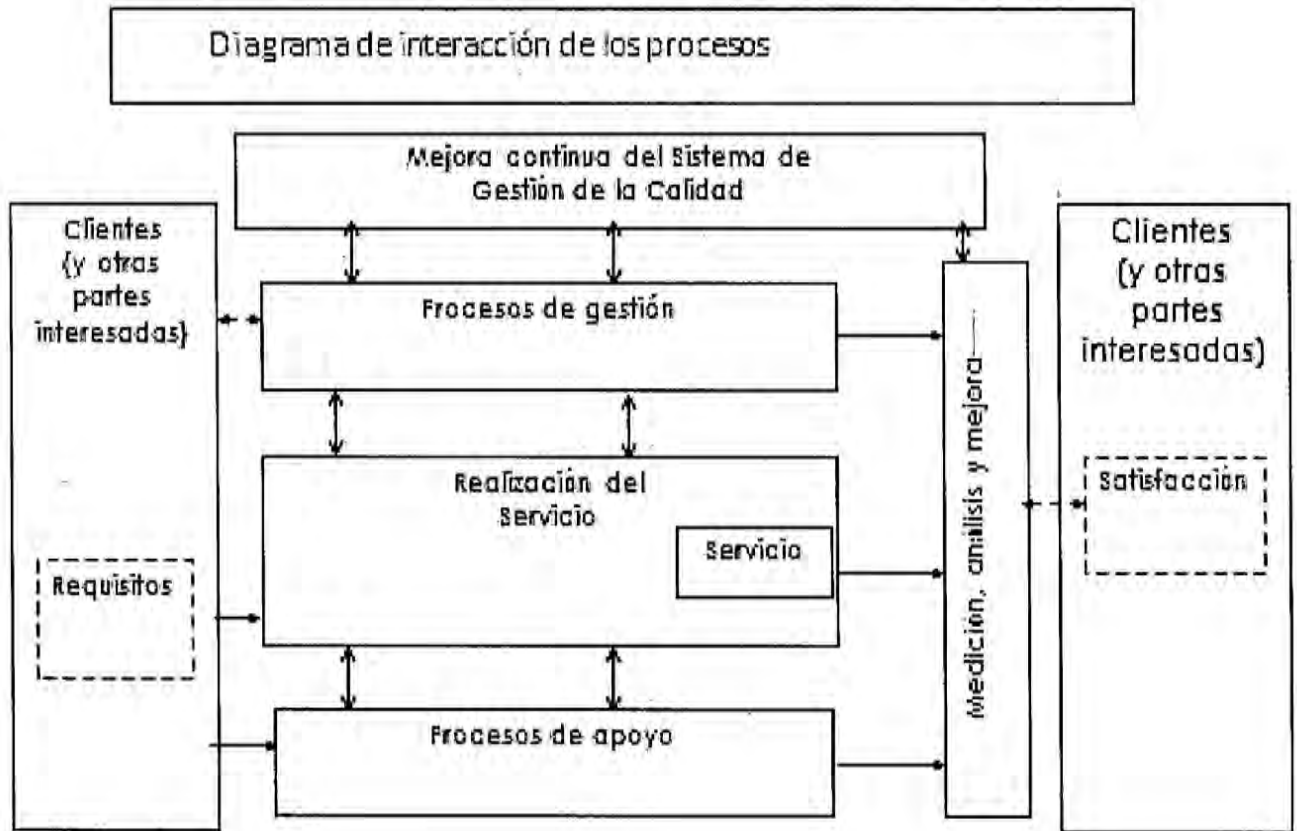 Diagrama de interacción de los procesos
Mejora continua del Sistema de
Gestión de la Calidad
Clientes
(y otras
partes
interesadas)
Procesos de gestión
Realización del
Servicio
Servicio
Requisitos
Procesos de apoyo
Medición, análisis y mejora
Clientes
(y otras
partes
interesadas)
Satisfacción